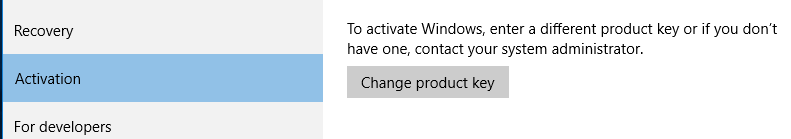 Recovery
Activation
For developers
To activate Windows, enter a different product key or if you don't
have one, contact your system administrator.
Change product key